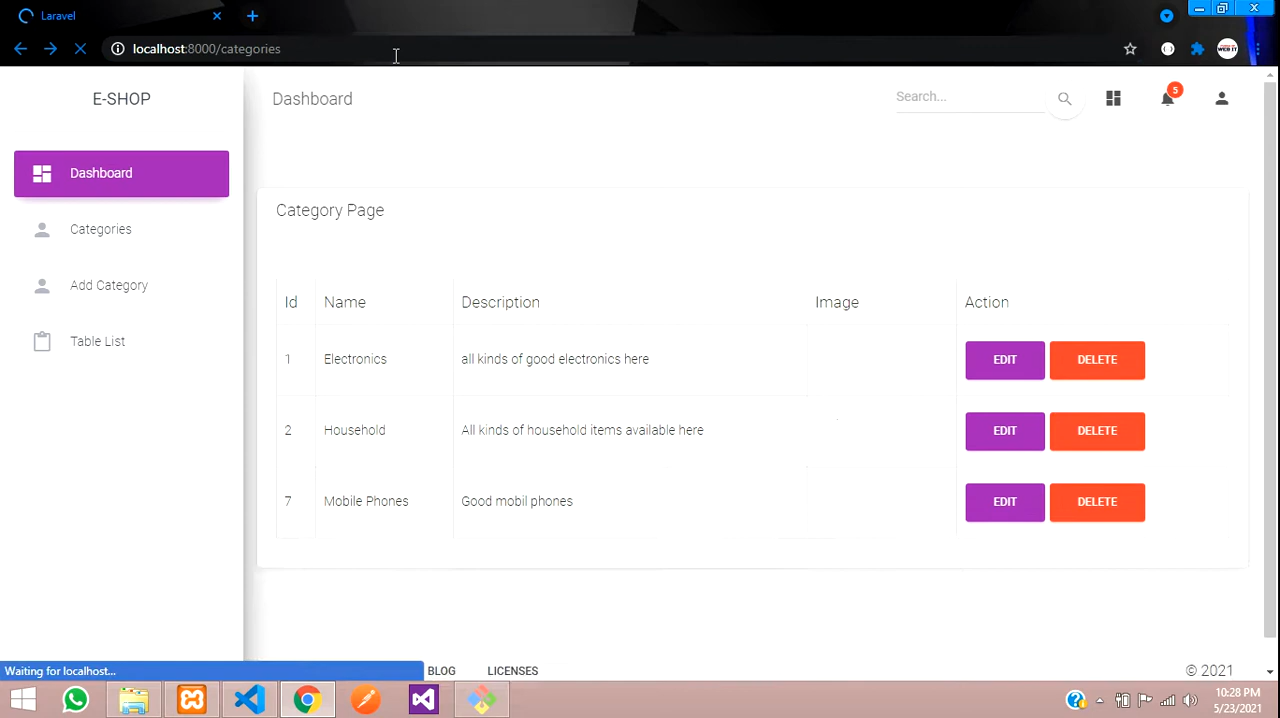 Laravel
localhost:8000/categories
WEB IT
E-SHOP
Dashboard
Search...
5
Dashboard
Categories
Add Category
Table List
Category Page
Id Name Description Image Action
1 Electronics all kinds of good electronics here EDIT DELETE
2 Household All kinds of household items available here EDIT DELETE
7 Mobile Phones Good mobil phones EDIT DELETE
Waiting for localhost...
BLOG LICENSES © 2021
10:28 PM
5/23/2021